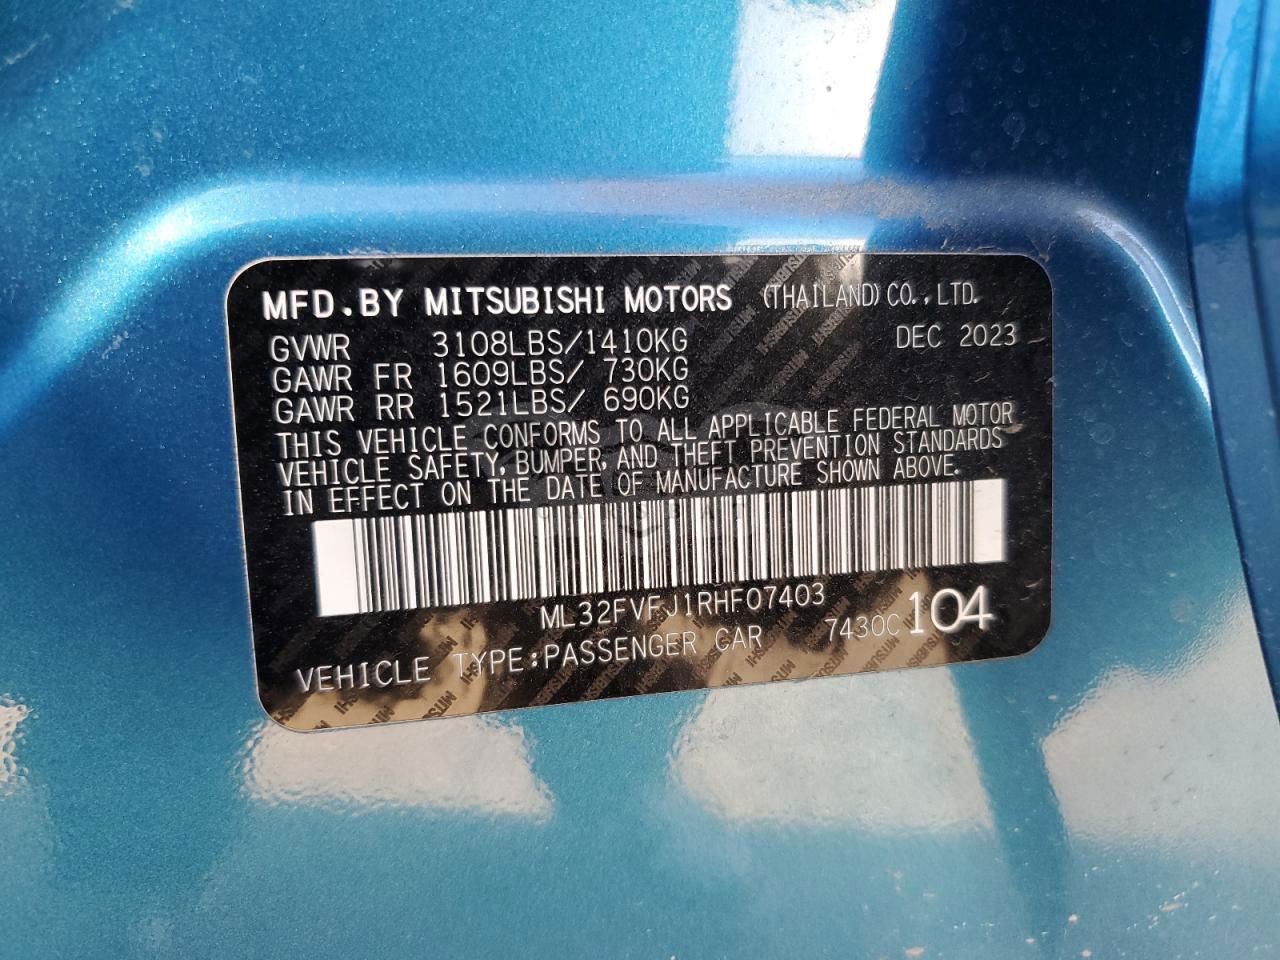 MFD.BY MITSUBISHI MOTORS (THAILAND) CO.,LTD.
GVWR 3108LBS/1410KG DEC 2023
GAWR FR 1609LBS/ 730KG
GAWR RR 1521LBS/ 690KG
THIS VEHICLE CONFORMS TO ALL APPLICABLE FEDERAL MOTOR
VEHICLE SAFETY, BUMPER, AND THEFT PREVENTION STANDARDS
IN EFFECT ON THE DATE OF MANUFACTURE SHOWN ABOVE.
ML32FVFJ1RHF07403
VEHICLE TYPE:PASSENGER CAR 7430C 104